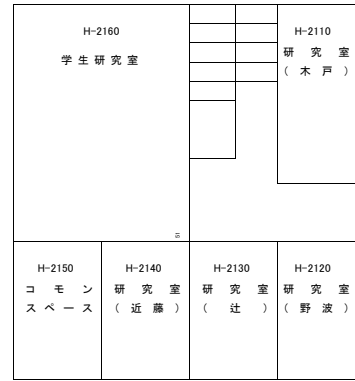 H-2160
学生研究室
H-2110
研究室
(木戸)
H-2150
コモン
スペース
H-2140
研究室
(近藤)
H-2130
研究室
(辻)
H-2120
研究室
(野波)